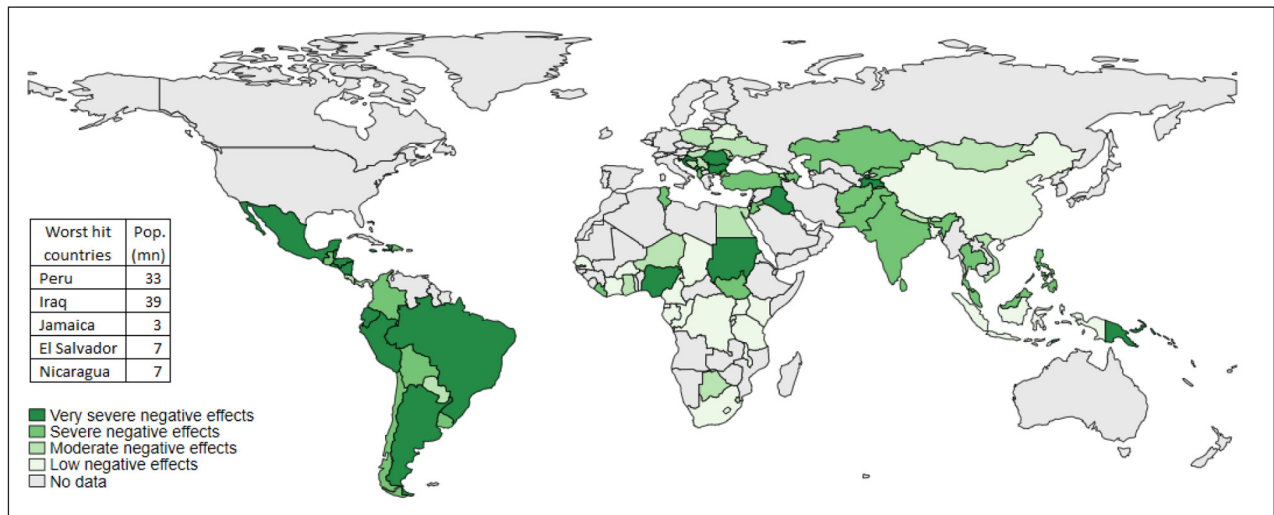 Worst hit countries Pop. (mn)
Peru 33
Iraq 39
Jamaica 3
El Salvador 7
Nicaragua 7
Very severe negative effects
Severe negative effects
Moderate negative effects
Low negative effects
No data